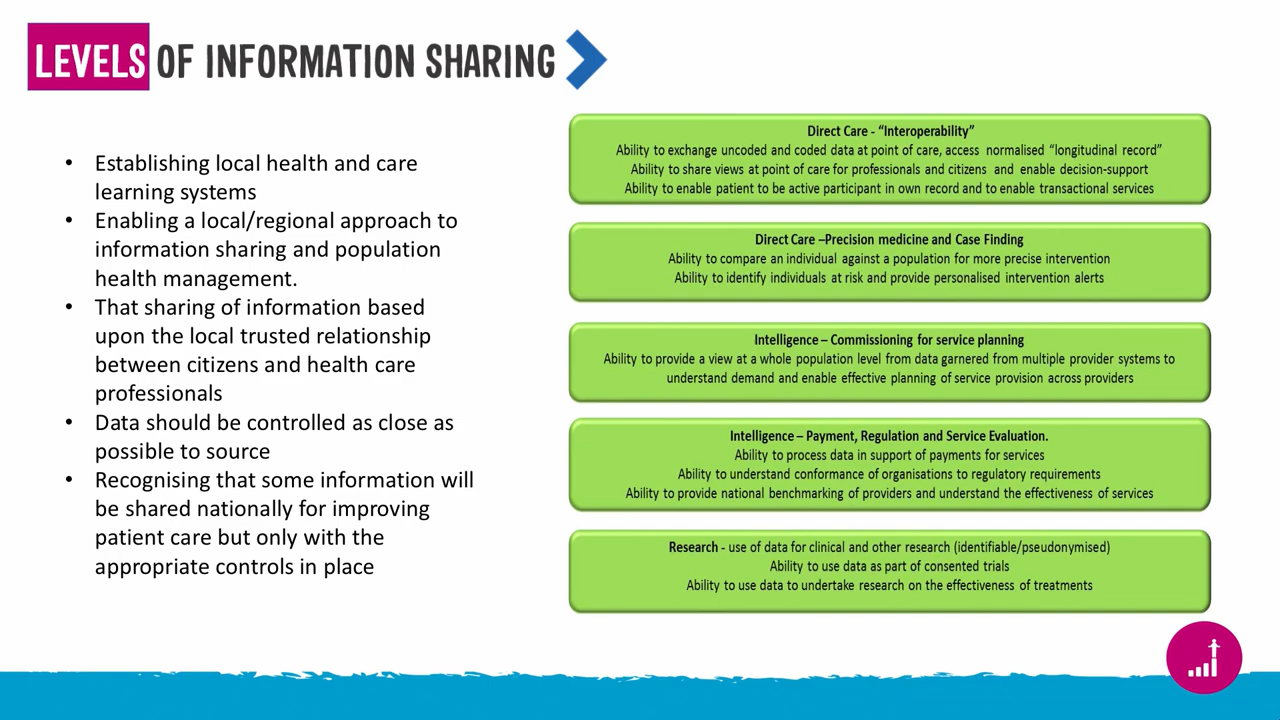 LEVELS OF INFORMATION SHARING
• Establishing local health and care
learning systems
• Enabling a local/regional approach to
information sharing and population
health management.
• That sharing of information based
upon the local trusted relationship
between citizens and health care
professionals
• Data should be controlled as close as
possible to source
• Recognising that some information will
be shared nationally for improving
patient care but only with the
appropriate controls in place
Direct Care - “Interoperability”
Ability to exchange uncoded and coded data at point of care, access normalised “longitudinal record”
Ability to share views at point of care for professionals and citizens and enable decision-support
Ability to enable patient to be active participant in own record and to enable transactional services
Direct Care –Precision medicine and Case Finding
Ability to compare an individual against a population for more precise intervention
Ability to identify individuals at risk and provide personalised intervention alerts
Intelligence – Commissioning for service planning
Ability to provide a view at a whole population level from data garnered from multiple provider systems to
understand demand and enable effective planning of service provision across providers
Intelligence – Payment, Regulation and Service Evaluation.
Ability to process data in support of payments for services
Ability to understand conformance of organisations to regulatory requirements
Ability to provide national benchmarking of providers and understand the effectiveness of services
Research - use of data for clinical and other research (identifiable/pseudonymised)
Ability to use data as part of consented trials
Ability to use data to undertake research on the effectiveness of treatments